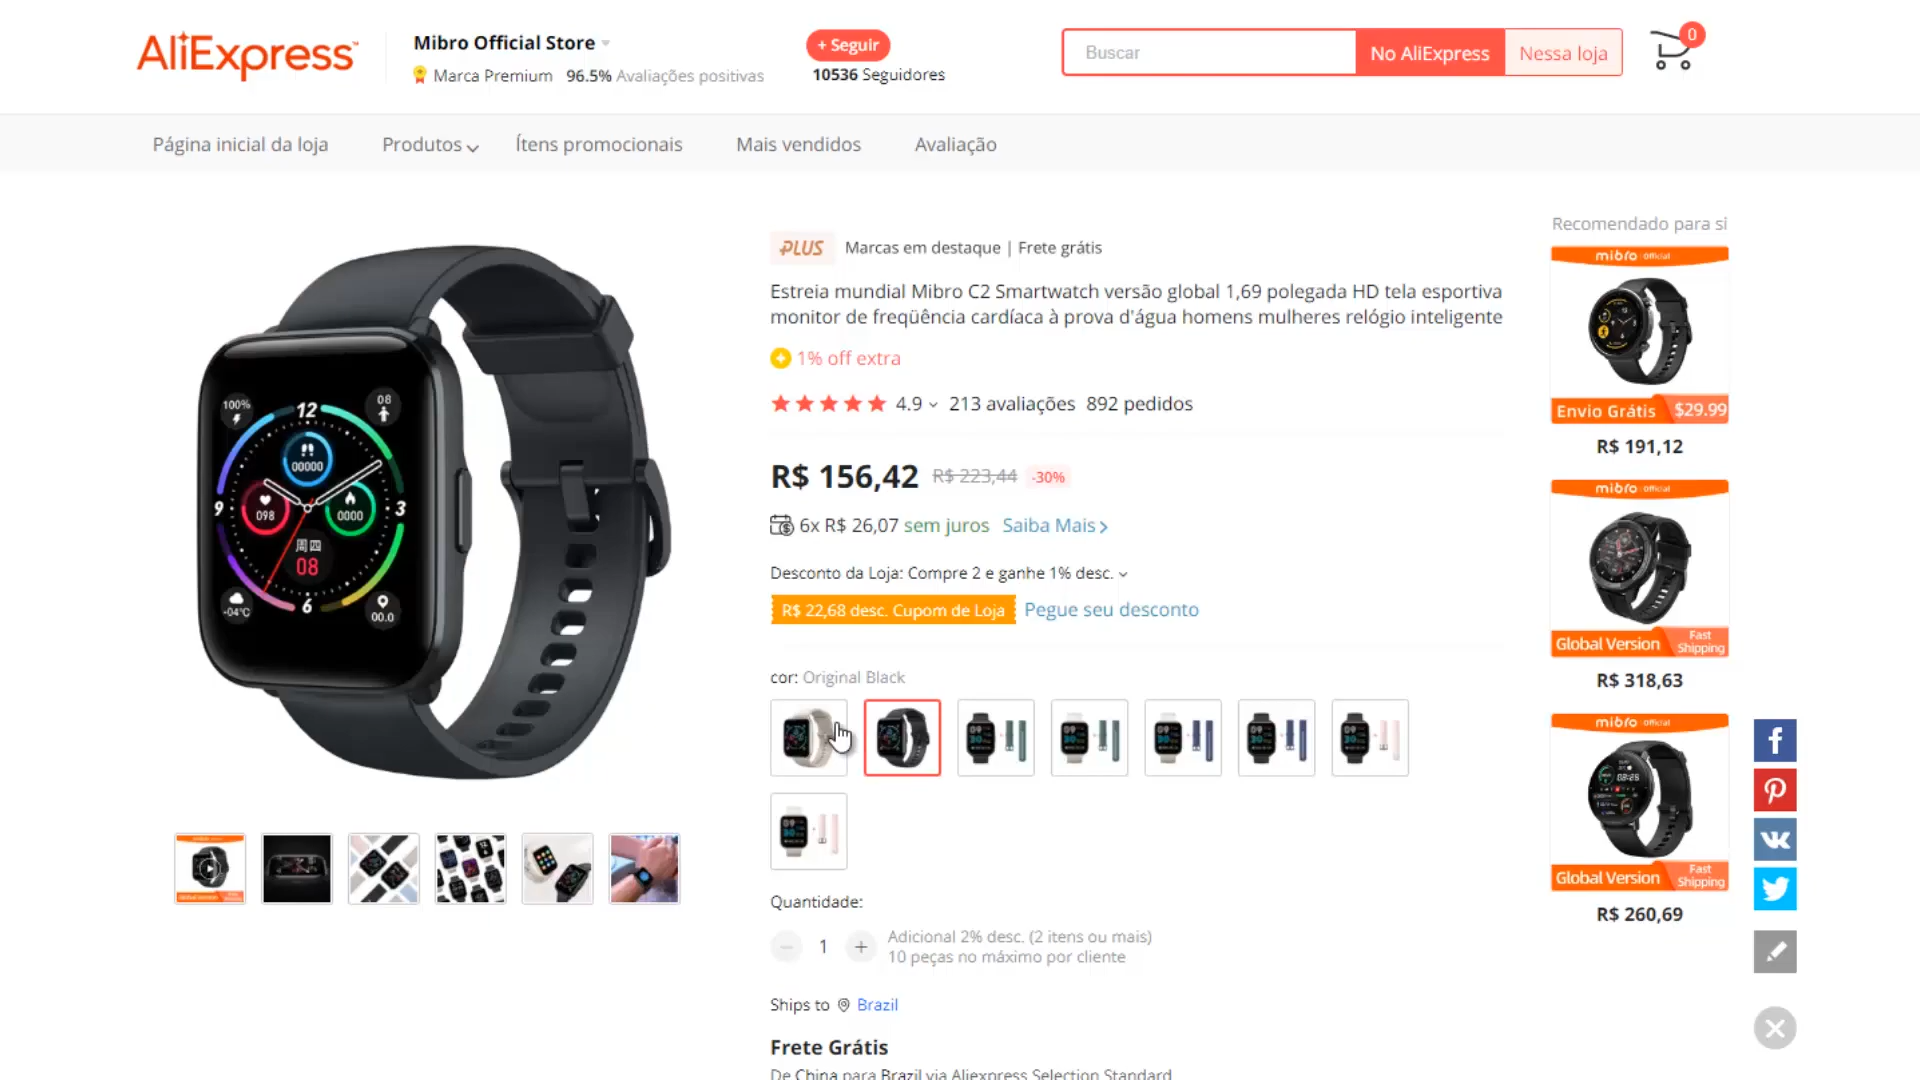 AliExpress™
Mibro Official Store
Marca Premium 96.5% Avaliações positivas
+ Seguir
10536 Seguidores
Buscar
No AliExpress
Nessa loja
0
Página inicial da loja
Produtos
Ítens promocionais
Mais vendidos
Avaliação
100%
08
12
00000
9
098
0000
3
周四
08
-04°C
6
00.0
PLUS
Marcas em destaque | Frete grátis
Estreia mundial Mibro C2 Smartwatch versão global 1,69 polegada HD tela esportiva
monitor de freqüência cardíaca à prova d'água homens mulheres relógio inteligente
1% off extra
4.9
213 avaliações
892 pedidos
R$ 156,42
R$ 223,44
-30%
6x R$ 26,07 sem juros
Saiba Mais
Desconto da Loja: Compre 2 e ganhe 1% desc.
R$ 22,68 desc. Cupom de Loja
Pegue seu desconto
cor: Original Black
Quantidade:
1
+
Adicional 2% desc. (2 itens ou mais)
10 peças no máximo por cliente
Ships to Brazil
Frete Grátis
De China para Brazil via Aliexpress Selection Standard
Recomendado para si
mibro official
Envio Grátis
$29.99
R$ 191,12
mibro official
Global Version
Fast
Shipping
R$ 318,63
mibro official
08:26
Global Version
Fast
Shipping
R$ 260,69